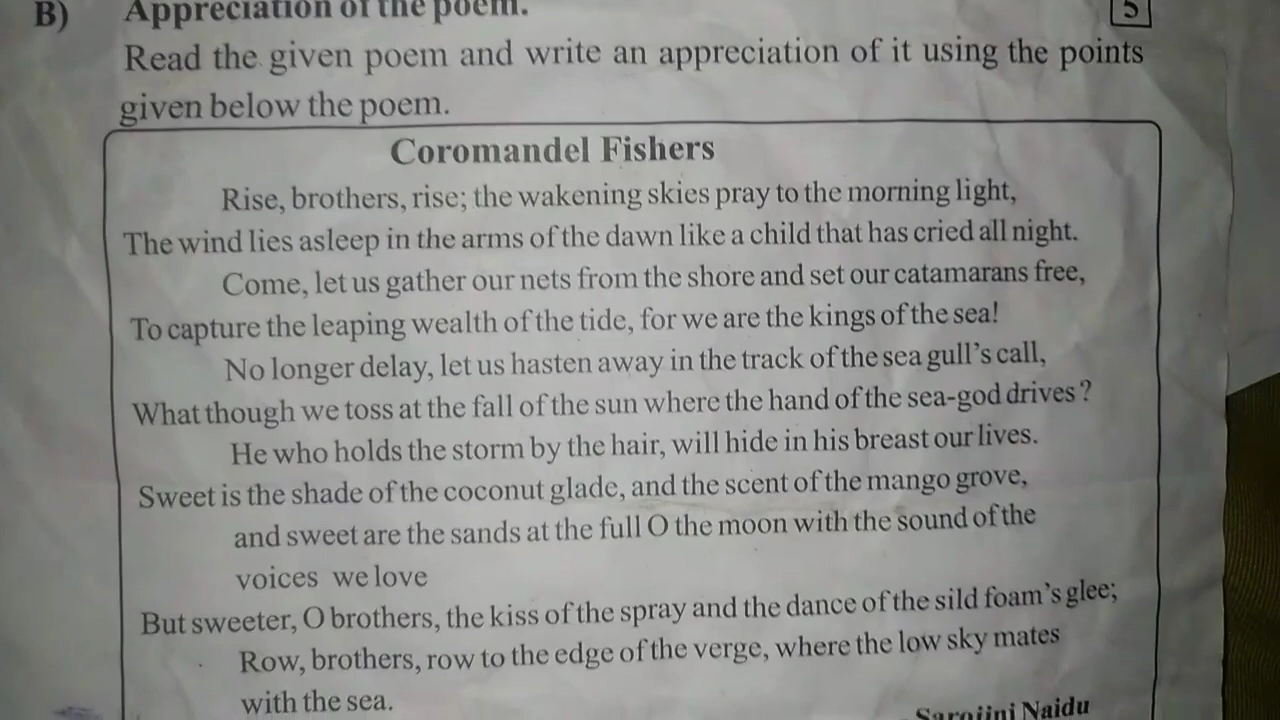 B) Appreciation of the poem. 5
Read the given poem and write an appreciation of it using the points
given below the poem.
Coromandel Fishers
Rise, brothers, rise; the wakening skies pray to the morning light,
The wind lies asleep in the arms of the dawn like a child that has cried all night.
Come, let us gather our nets from the shore and set our catamarans free,
To capture the leaping wealth of the tide, for we are the kings of the sea!
No longer delay, let us hasten away in the track of the sea gull's call,
What though we toss at the fall of the sun where the hand of the sea-god drives?
He who holds the storm by the hair, will hide in his breast our lives.
Sweet is the shade of the coconut glade, and the scent of the mango grove,
and sweet are the sands at the full O the moon with the sound of the
voices we love
But sweeter, O brothers, the kiss of the spray and the dance of the sild foam's glee;
Row, brothers, row to the edge of the verge, where the low sky mates
with the sea.
Sarojini Naidu